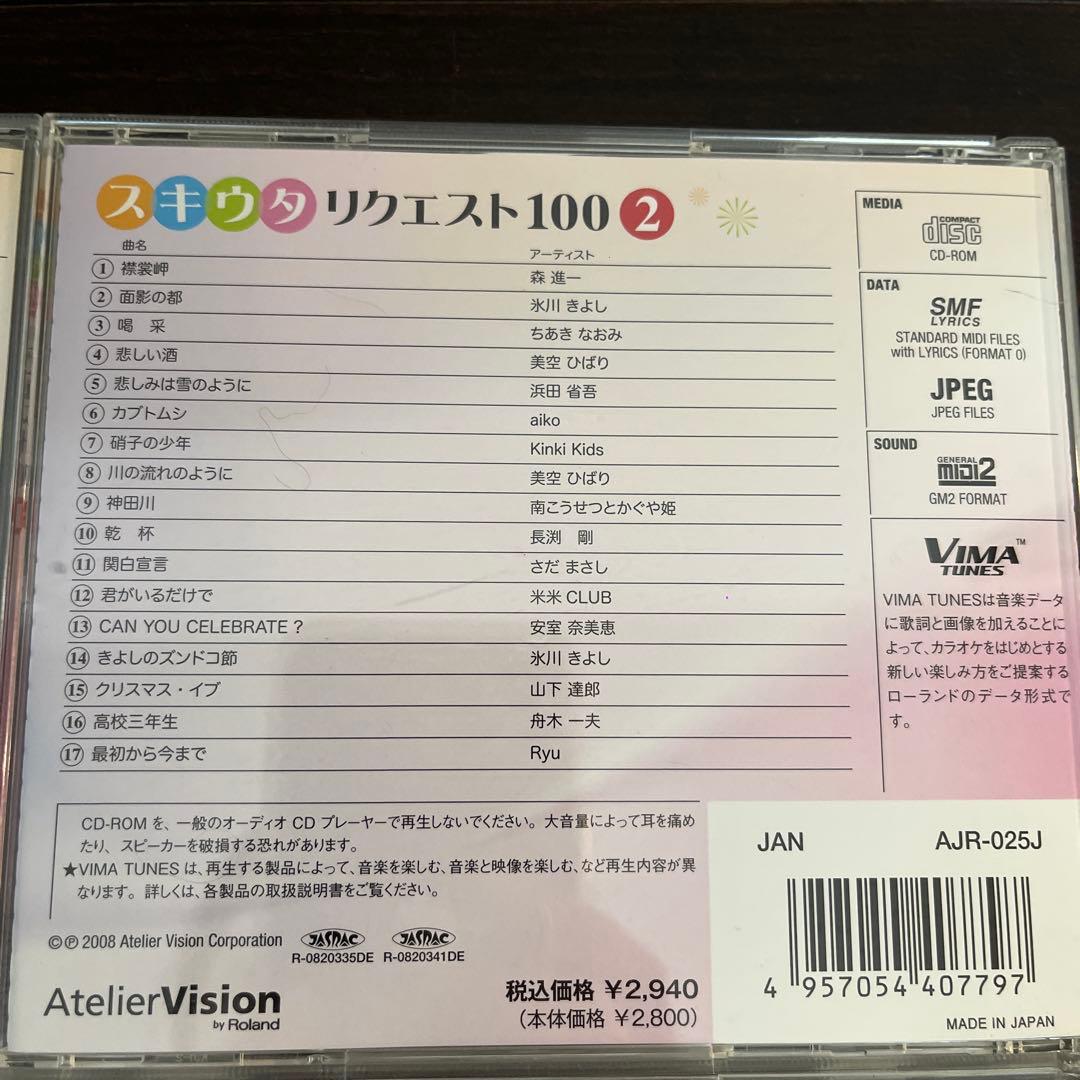 スキウタ リクエスト100 2
曲名 アーティスト
1 襟裳岬 森 進一
2 面影の都 氷川 きよし
3 喝 采 ちあき なおみ
4 悲しい酒 美空 ひばり
5 悲しみは雪のように 浜田 省吾
6 カブトムシ aiko
7 硝子の少年 Kinki Kids
8 川の流れのように 美空 ひばり
9 神田川 南こうせつとかぐや姫
10 乾 杯 長渕 剛
11 関白宣言 さだ まさし
12 君がいるだけで 米米 CLUB
13 CAN YOU CELEBRATE? 安室 奈美恵
14 きよしのズンドコ節 氷川 きよし
15 クリスマス・イブ 山下 達郎
16 高校三年生 舟木 一夫
17 最初から今まで Ryu
MEDIA
COMPACT
disc
CD-ROM
DATA
SMF
LYRICS
STANDARD MIDI FILES
with LYRICS (FORMAT 0)
JPEG
JPEG FILES
SOUND
GENERAL
MIDI2
GM2 FORMAT
VIMA™
TUNES
VIMA TUNESは音楽データ
に歌詞と画像を加えることに
よって、カラオケをはじめとする
新しい楽しみ方をご提案する
ローランドのデータ形式で
す。
CD-ROM を、一般のオーディオ CD プレーヤーで再生しないでください。大音量によって耳を痛め
たり、スピーカーを破損する恐れがあります。
★VIMA TUNES は、再生する製品によって、音楽を楽しむ、音楽と映像を楽しむ、など再生内容が異
なります。詳しくは、各製品の取扱説明書をご覧ください。
©℗ 2008 Atelier Vision Corporation
JASRAC JASRAC
R-0820335DE R-0820341DE
AtelierVision
by Roland
税込価格 ¥2,940
(本体価格 ¥2,800)
JAN AJR-025J
4 957054 407797
MADE IN JAPAN